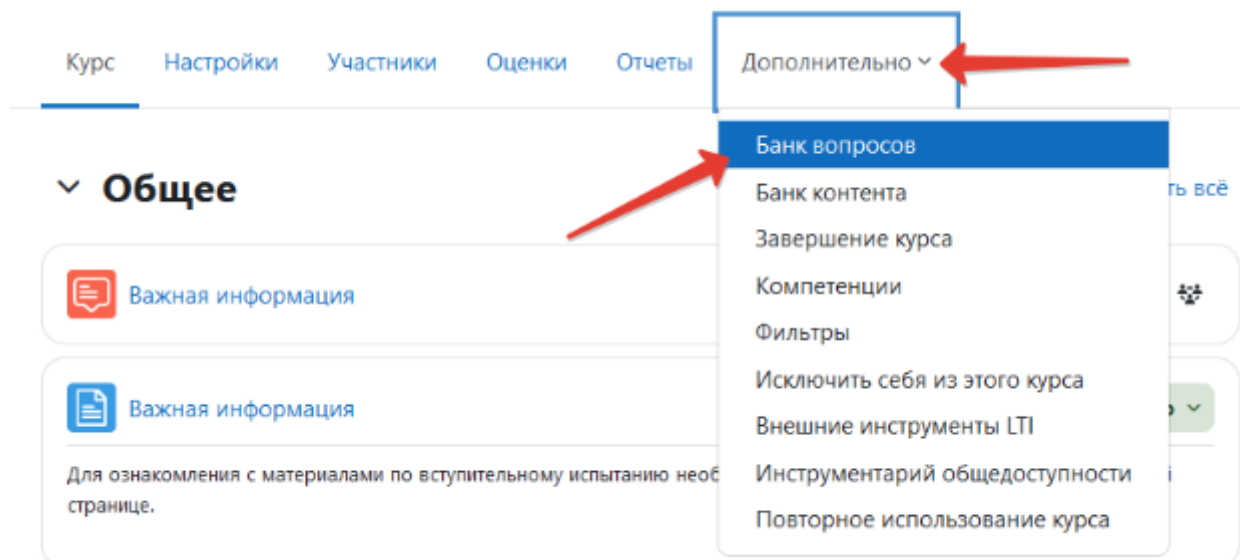 Курс Настройки Участники Оценки Отчеты Дополнительно
Банк вопросов
Общее
ть всё
Банк контента
Завершение курса
Важная информация
Компетенции
Фильтры
Исключить себя из этого курса
Важная информация
Внешние инструменты LTI
Для ознакомления с материалами по вступительному испытанию необ
Инструментарий общедоступности
странице.
Повторное использование курса